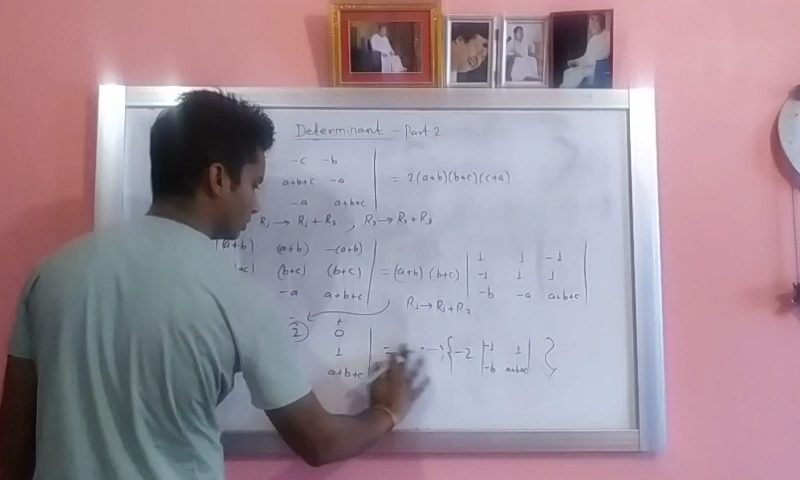 Determinant - Part 2
-c -b
a+b+c -a = 2(a+b)(b+c)(c+a)
-a a+b+c
R₁ → R₁ + R₂ , R₂ → R₂ + R₃
(a+b) (a+b) -(a+b) 1 1 -1
(b+c) (b+c) = (a+b) (b+c) -1 1 1
-a a+b+c -b -a a+b+c
R₁ → R₁ + R₂
- +
2 0
1 = {-2 -1 1 }
a+b+c -b a+b+c